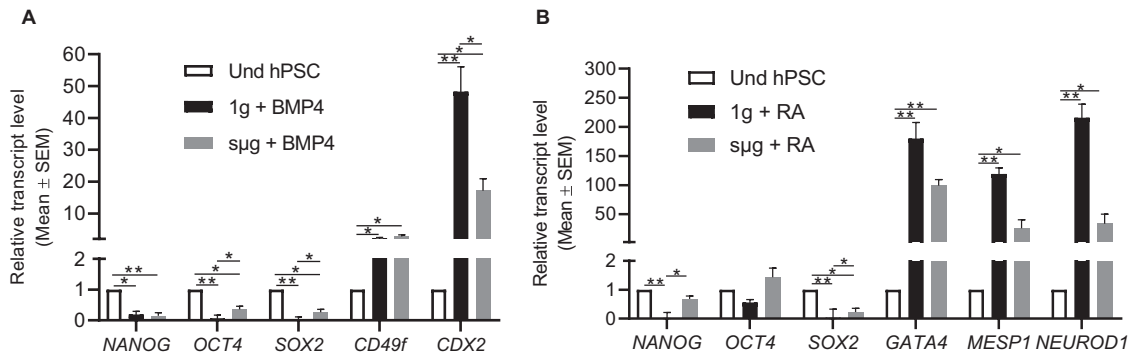 A
Relative transcript level
(Mean ± SEM)
60
50
40
30
20
10
2
1
0
Und hPSC
1g + BMP4
sµg + BMP4
* **
** * *
** * *
* *
** * *
NANOG OCT4 SOX2 CD49f CDX2
B
Relative transcript level
(Mean ± SEM)
300
250
200
150
100
50
2
1
0
Und hPSC
1g + RA
sµg + RA
** *
** * *
** **
** *
** *
NANOG OCT4 SOX2 GATA4 MESP1 NEUROD1